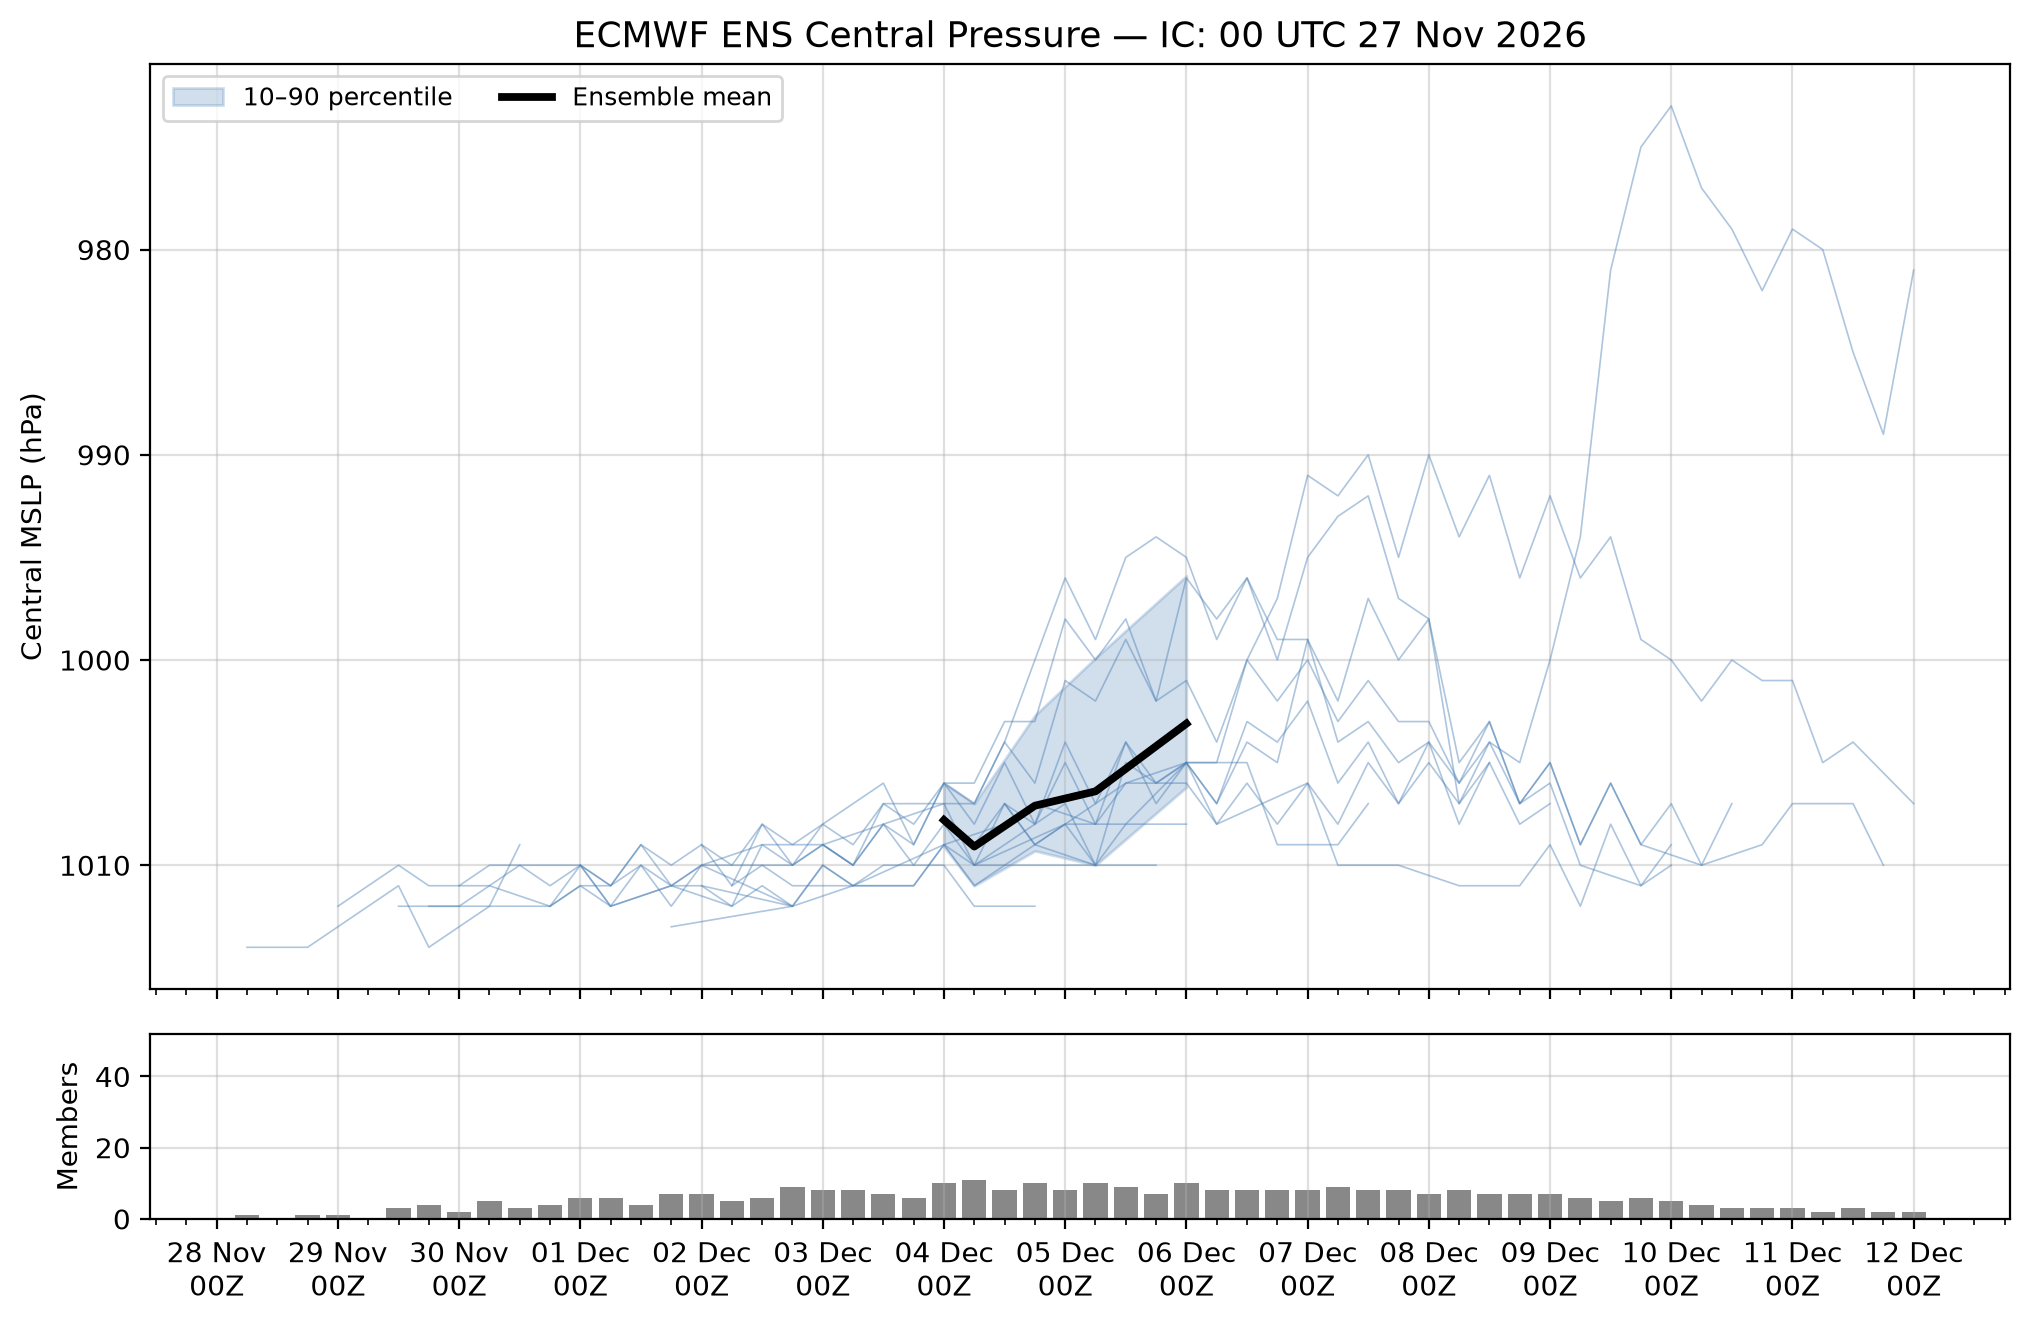 ECMWF ENS Central Pressure — IC: 00 UTC 27 Nov 2026
10–90 percentile
Ensemble mean
Central MSLP (hPa)
980
990
1000
1010
Members
40
20
0
28 Nov 29 Nov 30 Nov 01 Dec 02 Dec 03 Dec 04 Dec 05 Dec 06 Dec 07 Dec 08 Dec 09 Dec 10 Dec 11 Dec 12 Dec
00Z 00Z 00Z 00Z 00Z 00Z 00Z 00Z 00Z 00Z 00Z 00Z 00Z 00Z 00Z